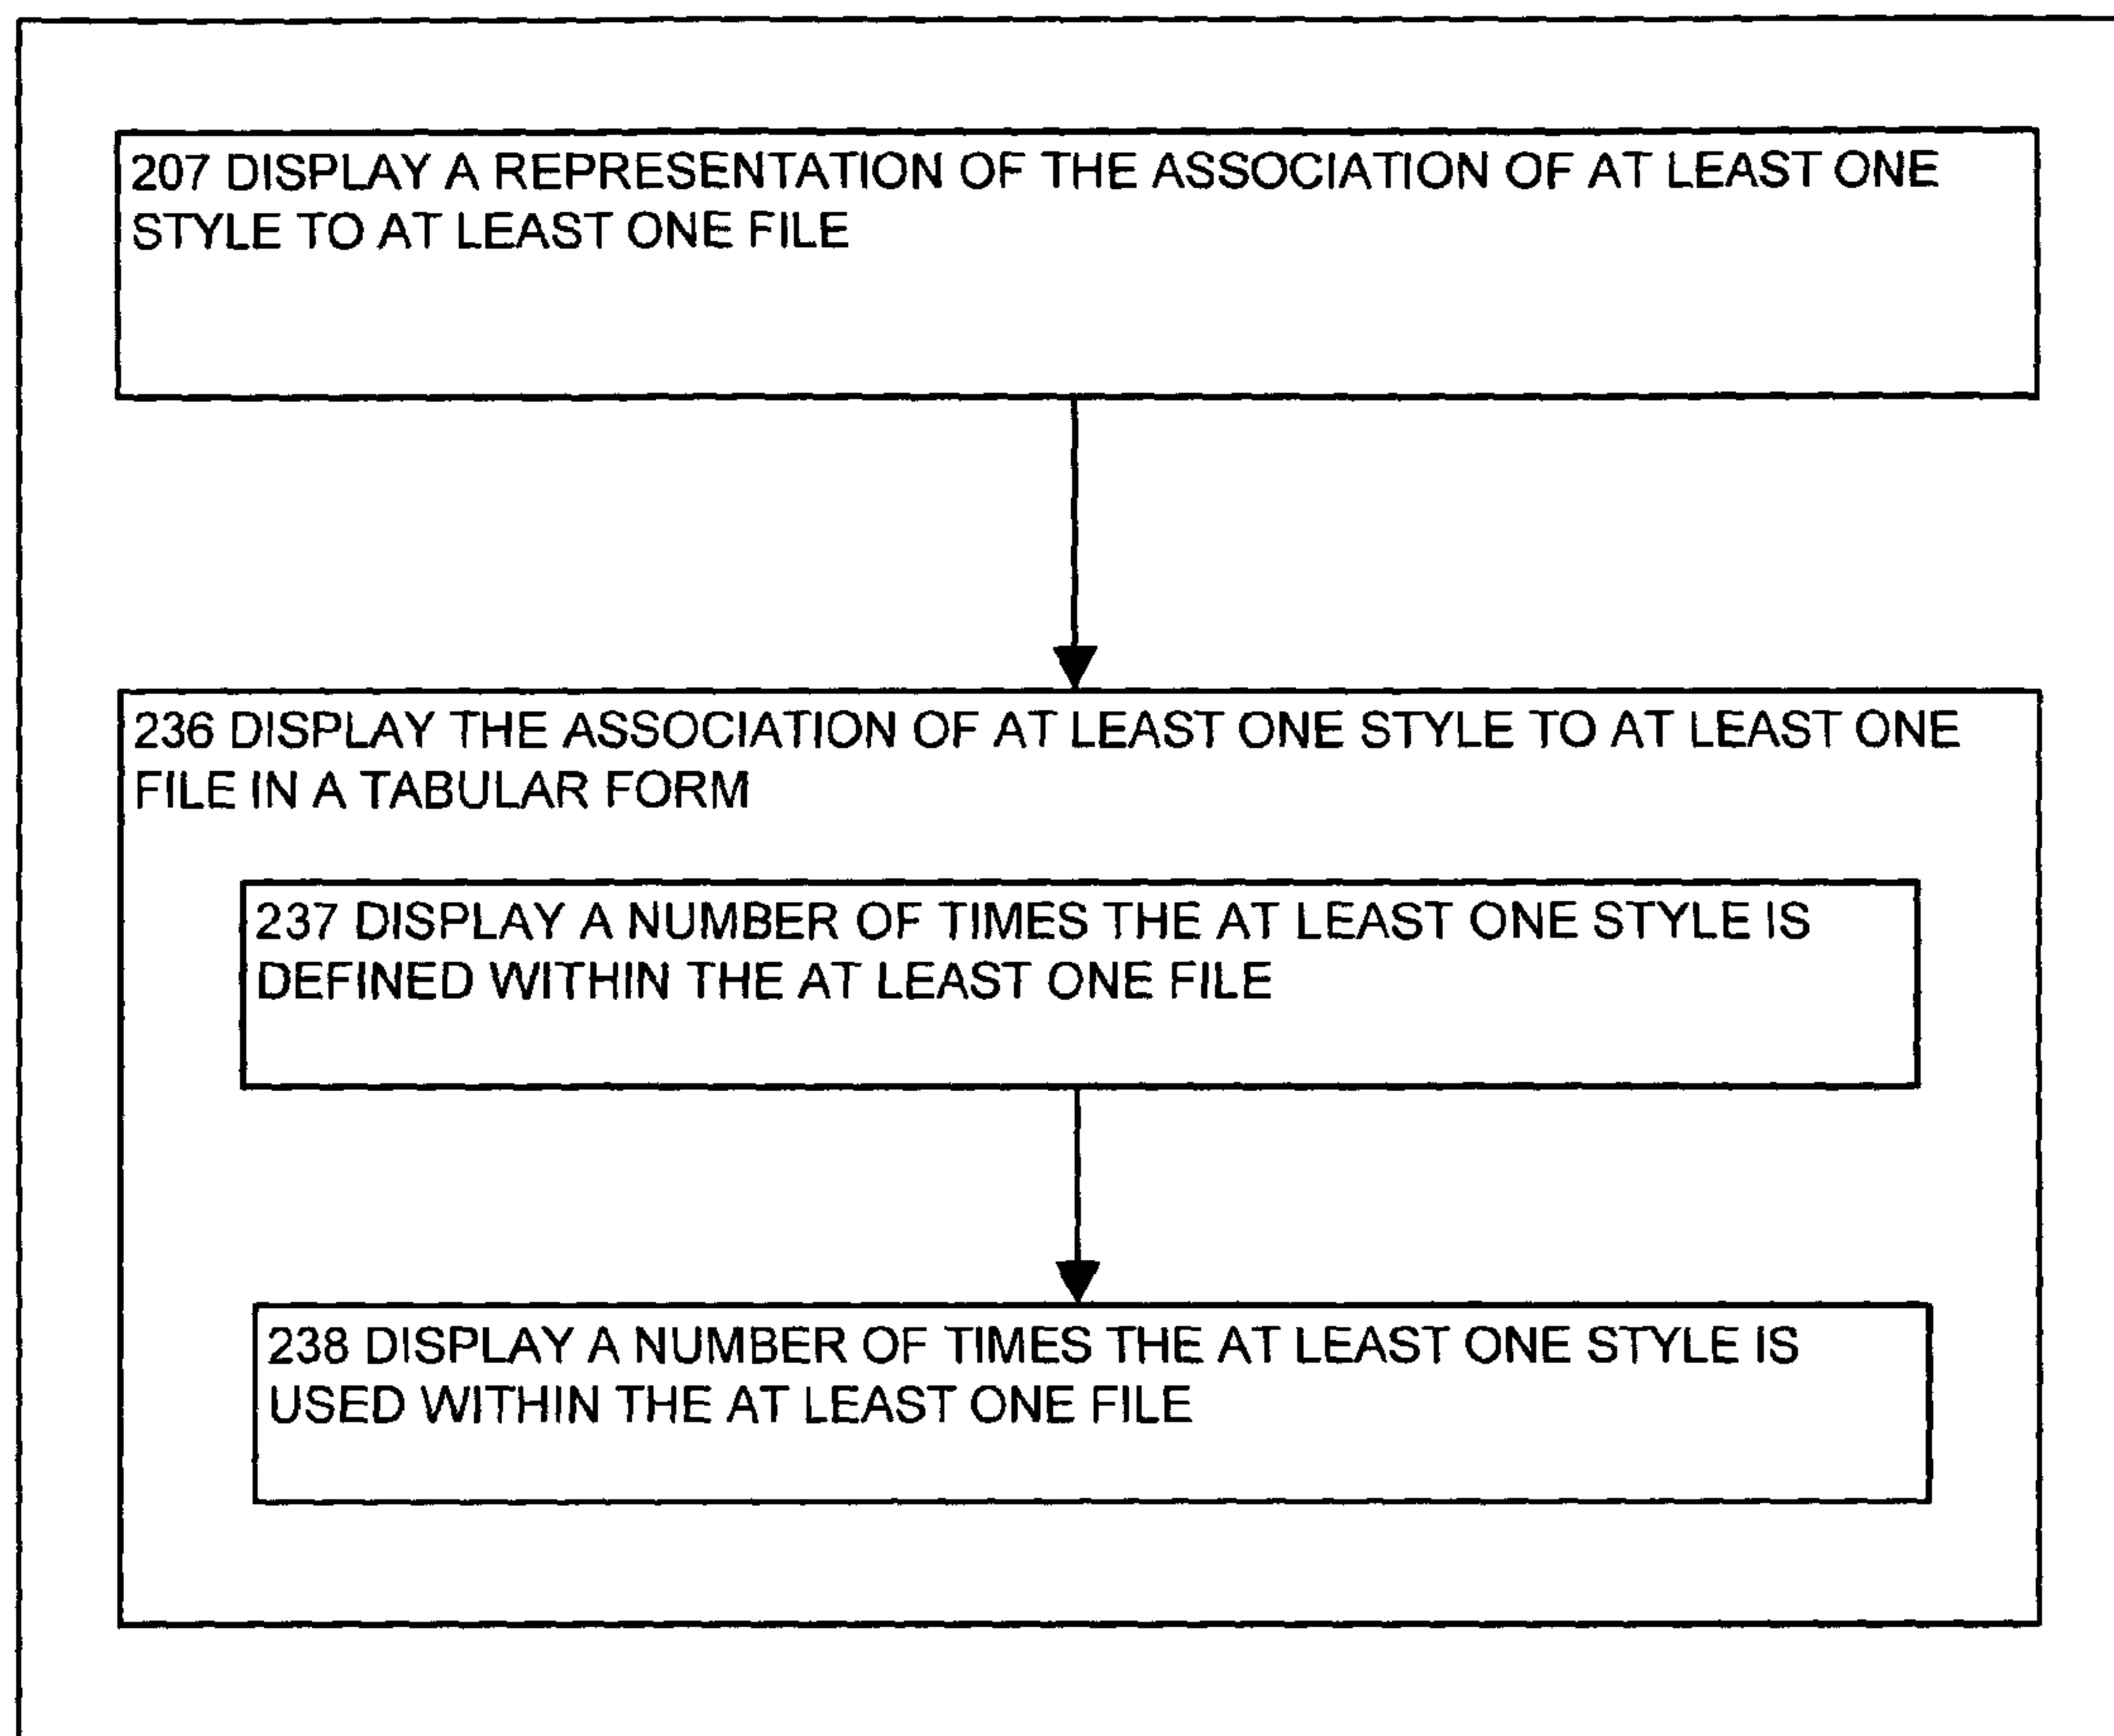 207 DISPLAY A REPRESENTATION OF THE ASSOCIATION OF AT LEAST ONE
STYLE TO AT LEAST ONE FILE
236 DISPLAY THE ASSOCIATION OF AT LEAST ONE STYLE TO AT LEAST ONE
FILE IN A TABULAR FORM
237 DISPLAY A NUMBER OF TIMES THE AT LEAST ONE STYLE IS
DEFINED WITHIN THE AT LEAST ONE FILE
238 DISPLAY A NUMBER OF TIMES THE AT LEAST ONE STYLE IS
USED WITHIN THE AT LEAST ONE FILE